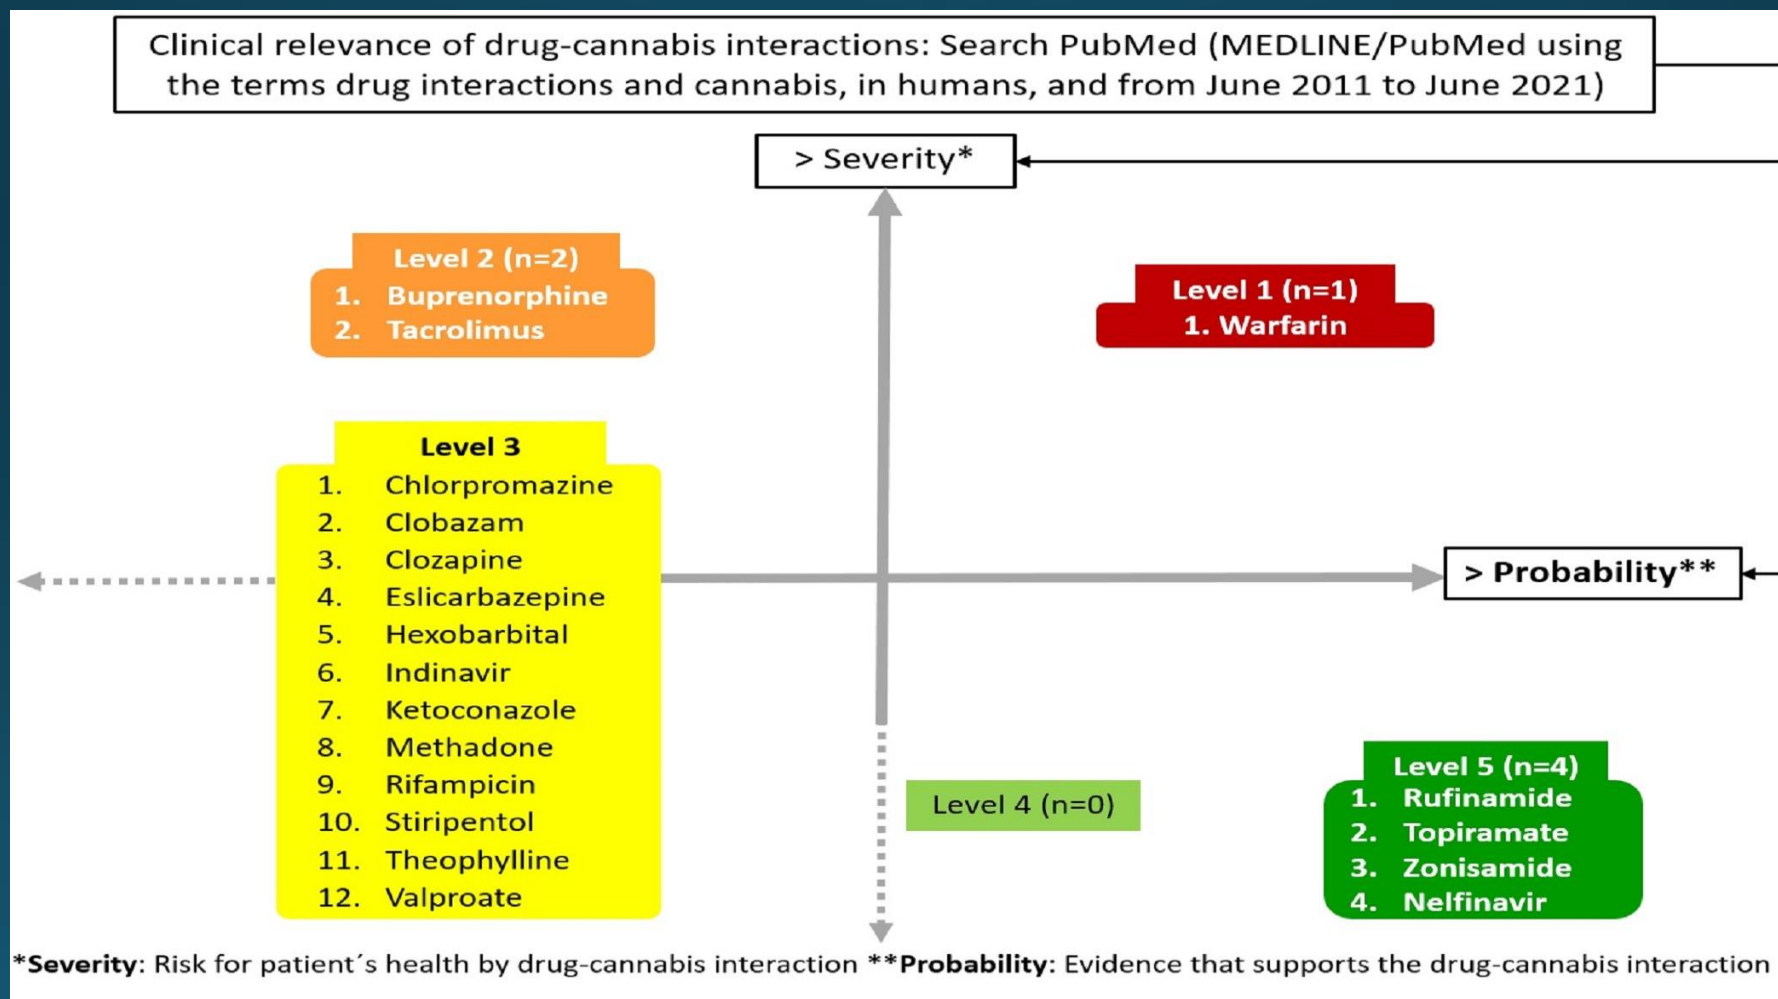 Clinical relevance of drug-cannabis interactions: Search PubMed (MEDLINE/PubMed using
the terms drug interactions and cannabis, in humans, and from June 2011 to June 2021)
> Severity*
Level 2 (n=2)
1. Buprenorphine
2. Tacrolimus
Level 1 (n=1)
1. Warfarin
Level 3
1. Chlorpromazine
2. Clobazam
3. Clozapine
4. Eslicarbazepine
5. Hexobarbital
6. Indinavir
7. Ketoconazole
8. Methadone
9. Rifampicin
10. Stiripentol
11. Theophylline
12. Valproate
> Probability**
Level 4 (n=0)
Level 5 (n=4)
1. Rufinamide
2. Topiramate
3. Zonisamide
4. Nelfinavir
*Severity: Risk for patient´s health by drug-cannabis interaction **Probability: Evidence that supports the drug-cannabis interaction